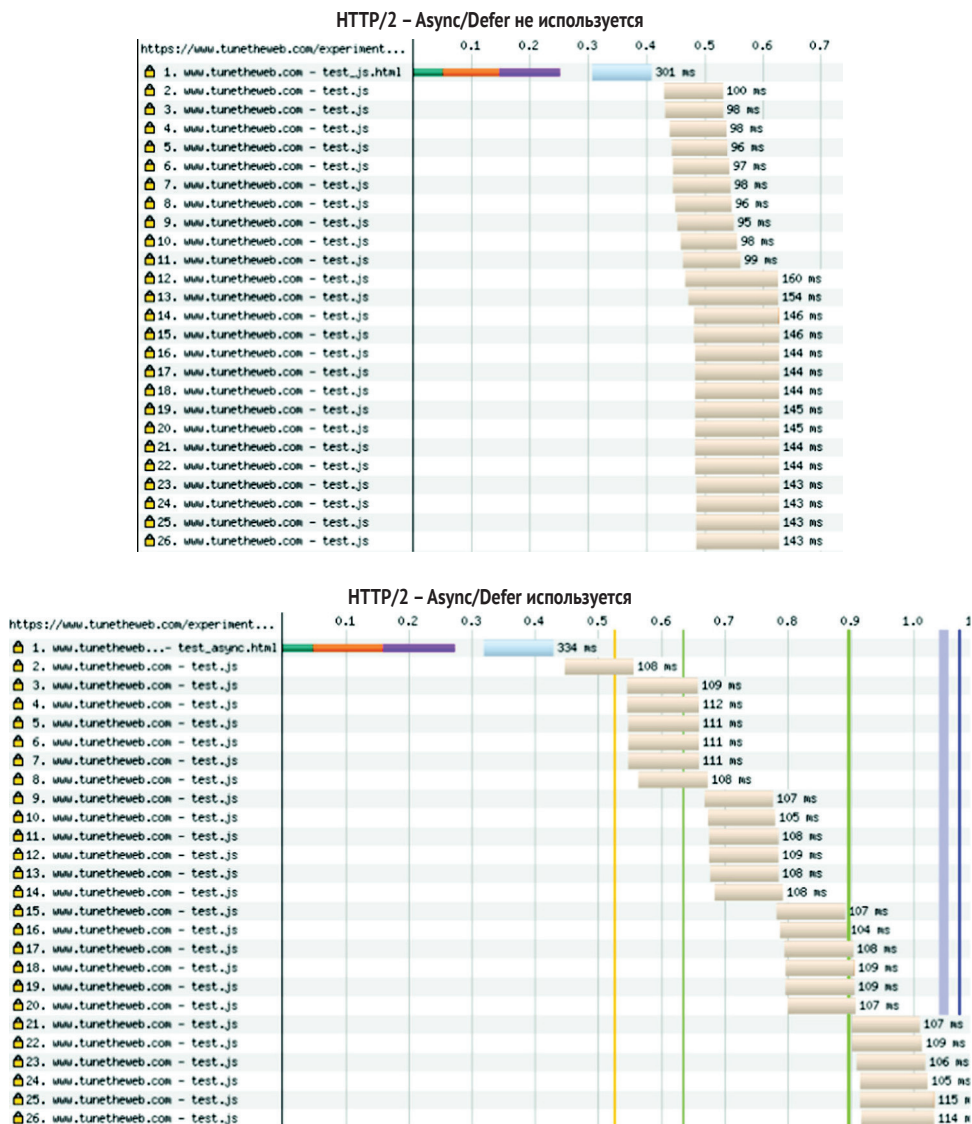 HTTP/2 – Async/Defer не используется
https://www.tunetheweb.com/experiment... 0.1 0.2 0.3 0.4 0.5 0.6 0.7
1. www.tunetheweb.com - test_js.html 301 ms
2. www.tunetheweb.com - test.js 100 ms
3. www.tunetheweb.com - test.js 98 ms
4. www.tunetheweb.com - test.js 98 ms
5. www.tunetheweb.com - test.js 96 ms
6. www.tunetheweb.com - test.js 97 ms
7. www.tunetheweb.com - test.js 98 ms
8. www.tunetheweb.com - test.js 96 ms
9. www.tunetheweb.com - test.js 95 ms
10. www.tunetheweb.com - test.js 98 ms
11. www.tunetheweb.com - test.js 99 ms
12. www.tunetheweb.com - test.js 160 ms
13. www.tunetheweb.com - test.js 154 ms
14. www.tunetheweb.com - test.js 146 ms
15. www.tunetheweb.com - test.js 146 ms
16. www.tunetheweb.com - test.js 144 ms
17. www.tunetheweb.com - test.js 144 ms
18. www.tunetheweb.com - test.js 144 ms
19. www.tunetheweb.com - test.js 145 ms
20. www.tunetheweb.com - test.js 145 ms
21. www.tunetheweb.com - test.js 144 ms
22. www.tunetheweb.com - test.js 144 ms
23. www.tunetheweb.com - test.js 143 ms
24. www.tunetheweb.com - test.js 143 ms
25. www.tunetheweb.com - test.js 143 ms
26. www.tunetheweb.com - test.js 143 ms
HTTP/2 – Async/Defer используется
https://www.tunetheweb.com/experiment... 0.1 0.2 0.3 0.4 0.5 0.6 0.7 0.8 0.9 1.0 1
1. www.tunetheweb...- test_async.html 334 ms
2. www.tunetheweb.com - test.js 108 ms
3. www.tunetheweb.com - test.js 109 ms
4. www.tunetheweb.com - test.js 112 ms
5. www.tunetheweb.com - test.js 111 ms
6. www.tunetheweb.com - test.js 111 ms
7. www.tunetheweb.com - test.js 111 ms
8. www.tunetheweb.com - test.js 108 ms
9. www.tunetheweb.com - test.js 107 ms
10. www.tunetheweb.com - test.js 105 ms
11. www.tunetheweb.com - test.js 108 ms
12. www.tunetheweb.com - test.js 109 ms
13. www.tunetheweb.com - test.js 108 ms
14. www.tunetheweb.com - test.js 108 ms
15. www.tunetheweb.com - test.js 107 ms
16. www.tunetheweb.com - test.js 104 ms
17. www.tunetheweb.com - test.js 108 ms
18. www.tunetheweb.com - test.js 109 ms
19. www.tunetheweb.com - test.js 109 ms
20. www.tunetheweb.com - test.js 107 ms
21. www.tunetheweb.com - test.js 107 ms
22. www.tunetheweb.com - test.js 109 ms
23. www.tunetheweb.com - test.js 106 ms
24. www.tunetheweb.com - test.js 105 ms
25. www.tunetheweb.com - test.js 115 m
26. www.tunetheweb.com - test.js 114 m